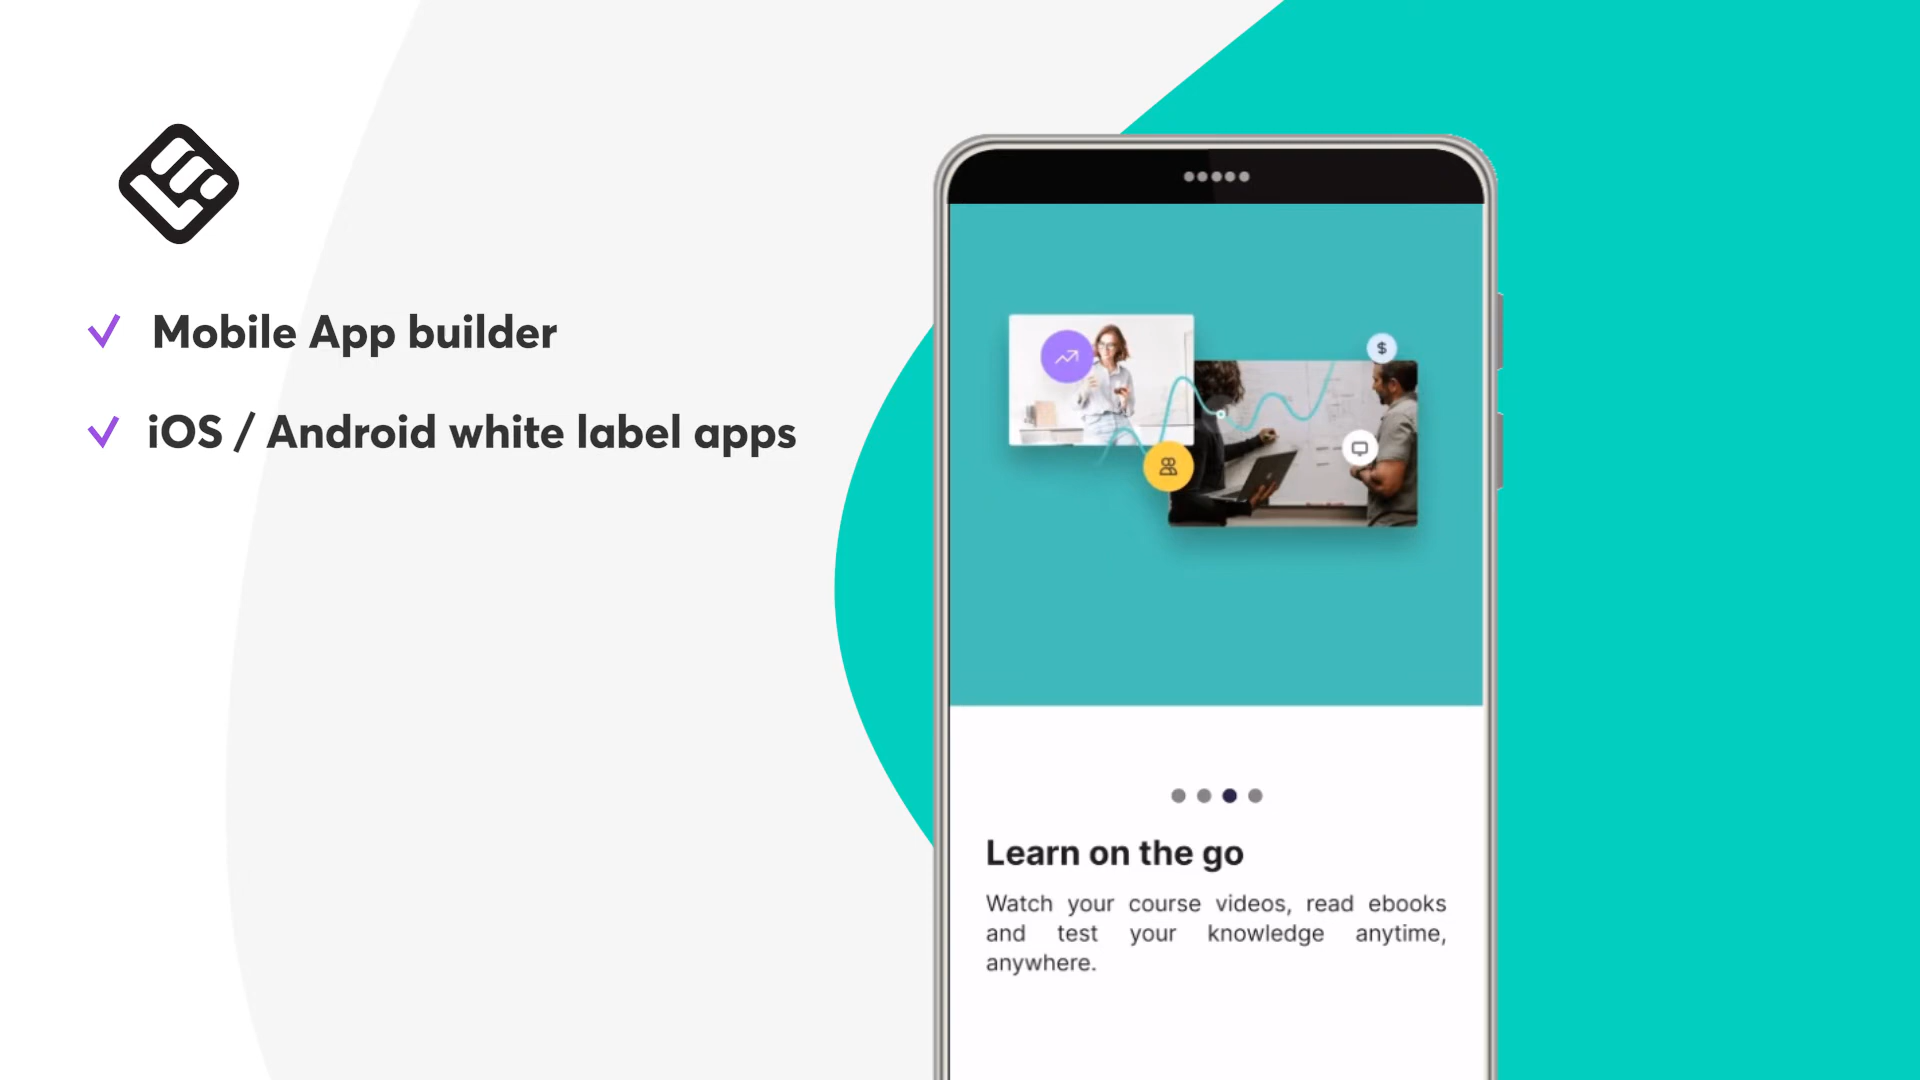 Mobile App builder
iOS / Android white label apps
$
Learn on the go
Watch your course videos, read ebooks
and test your knowledge anytime,
anywhere.